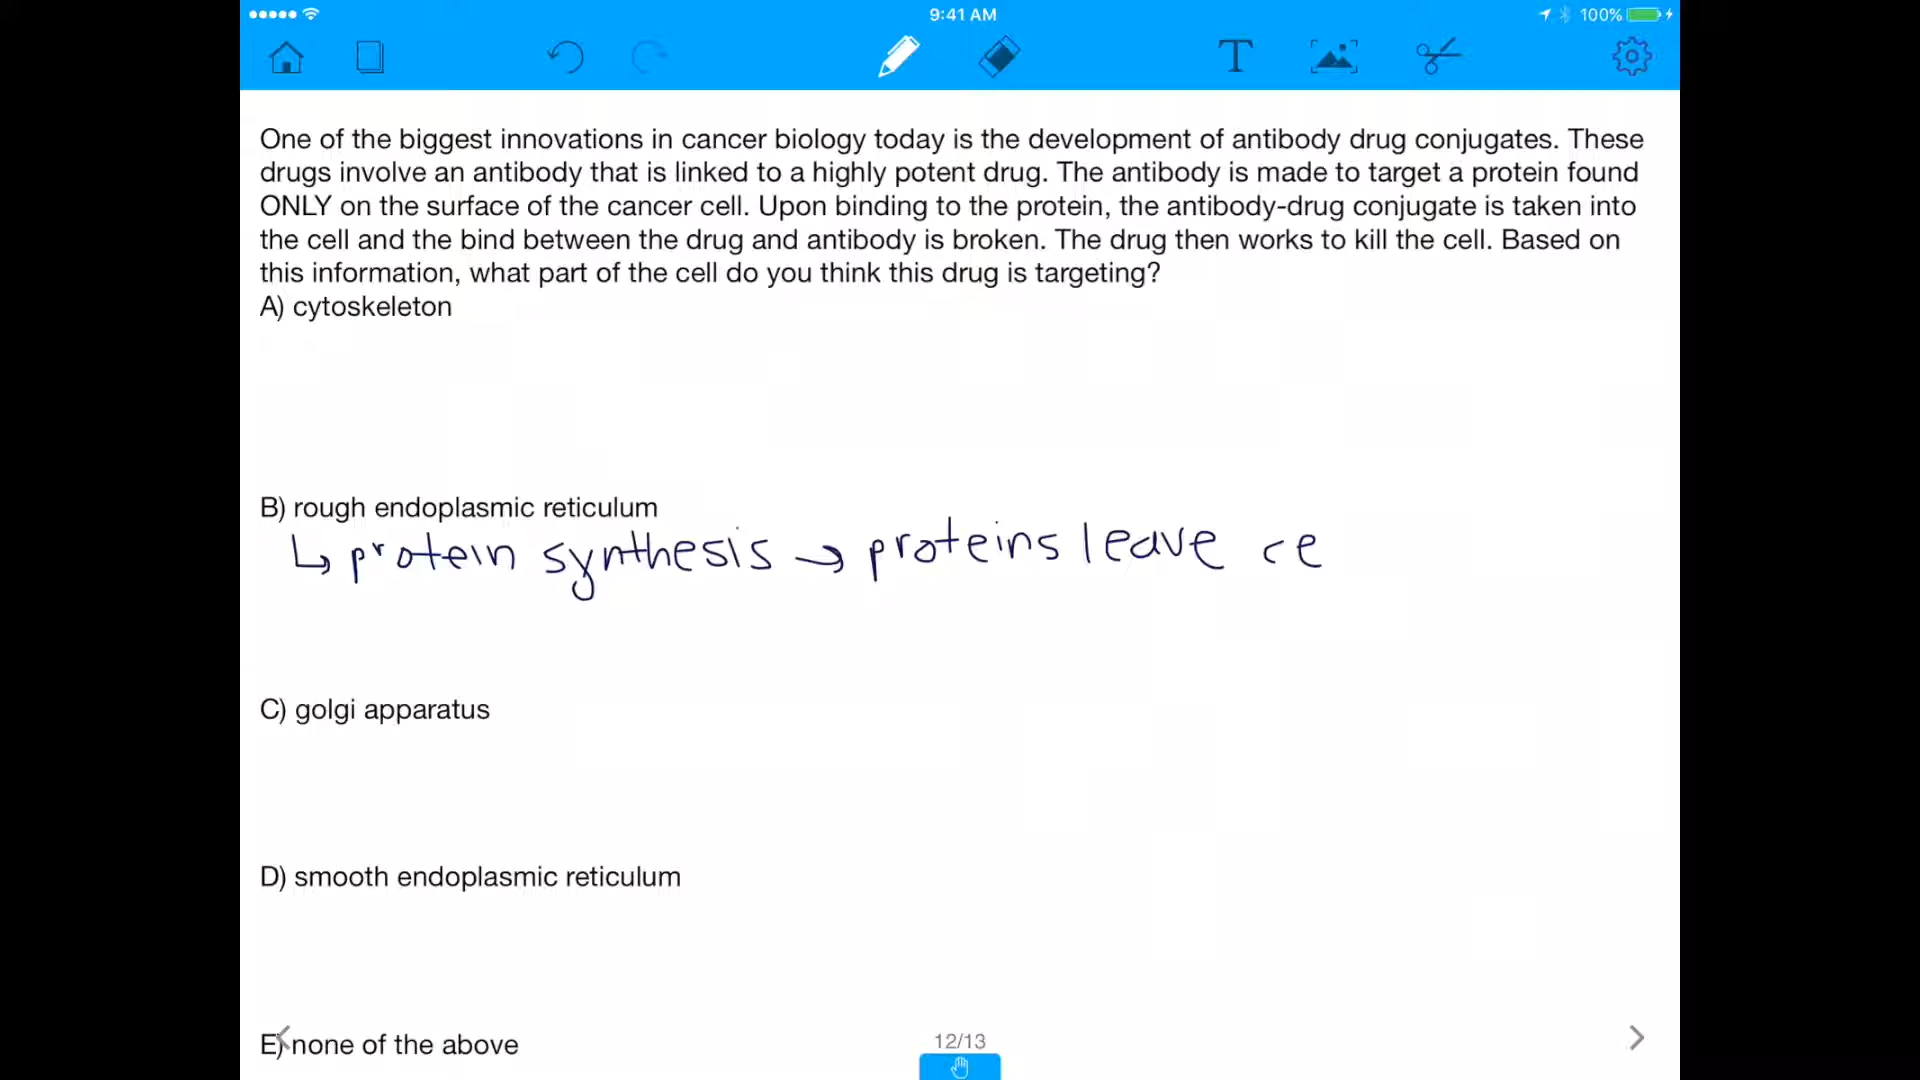 9:41 AM
100%
T
One of the biggest innovations in cancer biology today is the development of antibody drug conjugates. These
drugs involve an antibody that is linked to a highly potent drug. The antibody is made to target a protein found
ONLY on the surface of the cancer cell. Upon binding to the protein, the antibody-drug conjugate is taken into
the cell and the bind between the drug and antibody is broken. The drug then works to kill the cell. Based on
this information, what part of the cell do you think this drug is targeting?
A) cytoskeleton
B) rough endoplasmic reticulum
↳ protein synthesis → proteins leave ce
C) golgi apparatus
D) smooth endoplasmic reticulum
E) none of the above
12/13